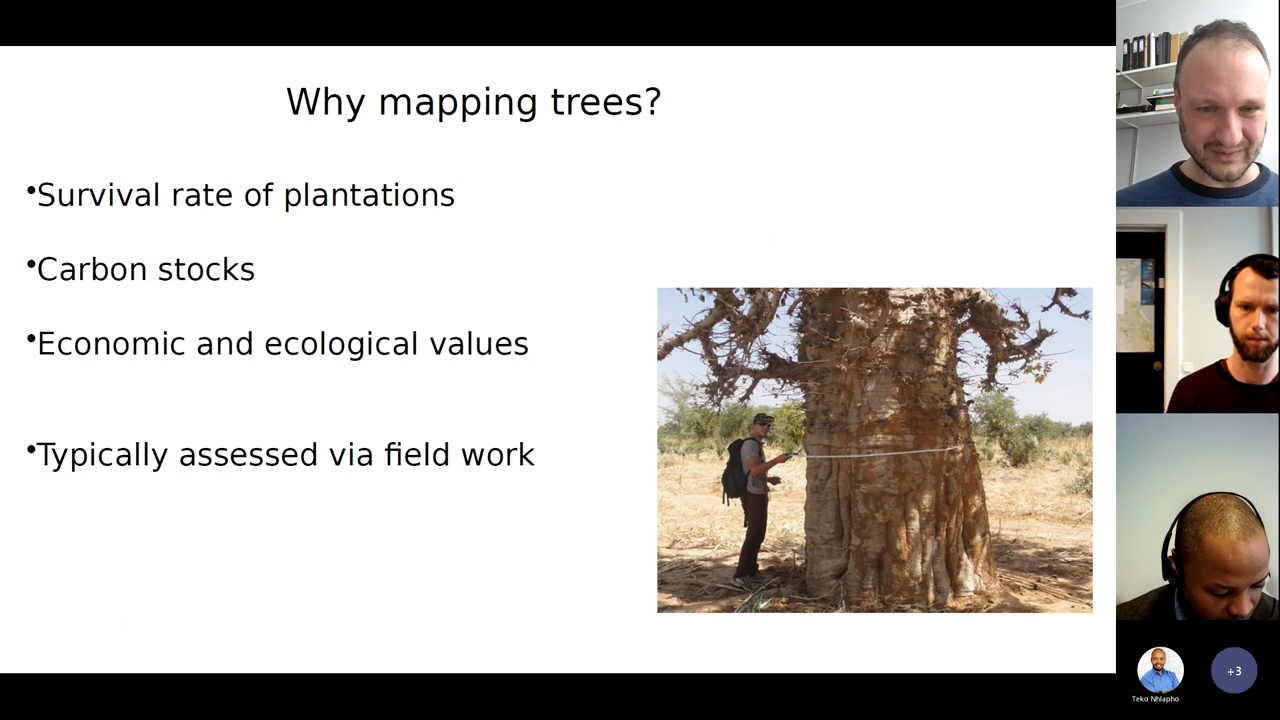 Why mapping trees?
•Survival rate of plantations
•Carbon stocks
•Economic and ecological values
•Typically assessed via field work
Teko Nhlapho
+3